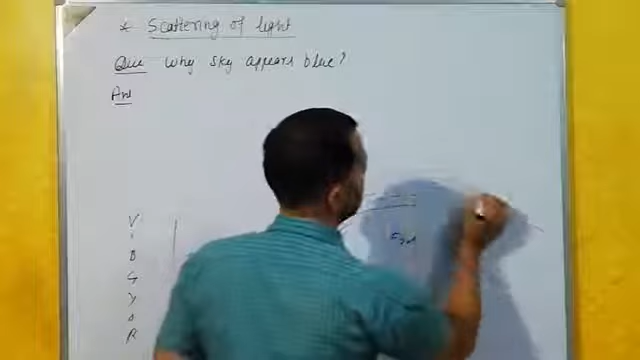 * Scattering of light
Que Why sky appears blue?
Ans
V
I
B
G
Y
O
R